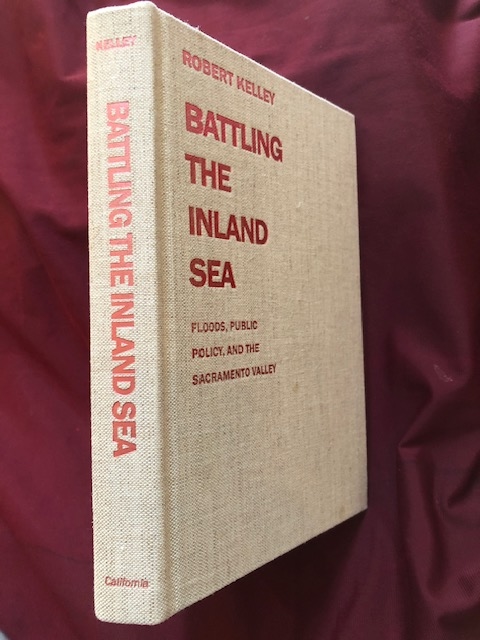 KELLEY
BATTLING THE INLAND SEA
California
ROBERT KELLEY
BATTLING
THE
INLAND
SEA
FLOODS, PUBLIC
POLICY, AND THE
SACRAMENTO VALLEY